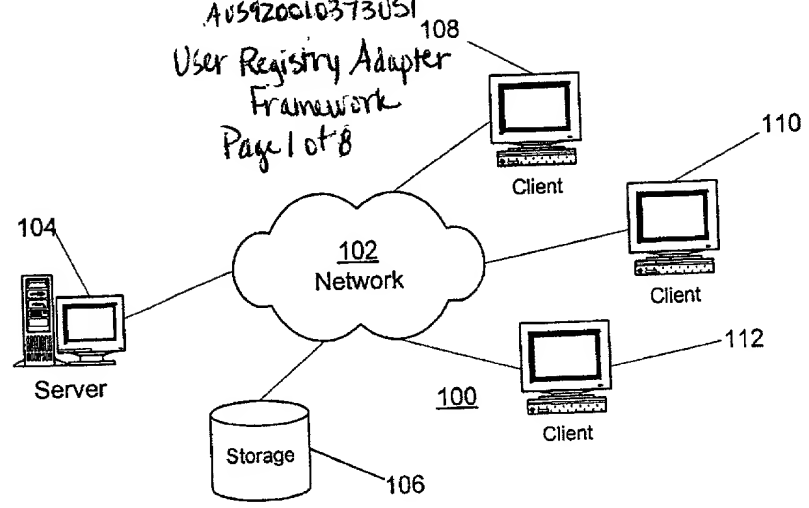 AUS920010373US1
User Registry Adapter
Framework
Page 1 of 8
108
Client
110
Client
104
Server
102
Network
112
Client
100
Storage
106